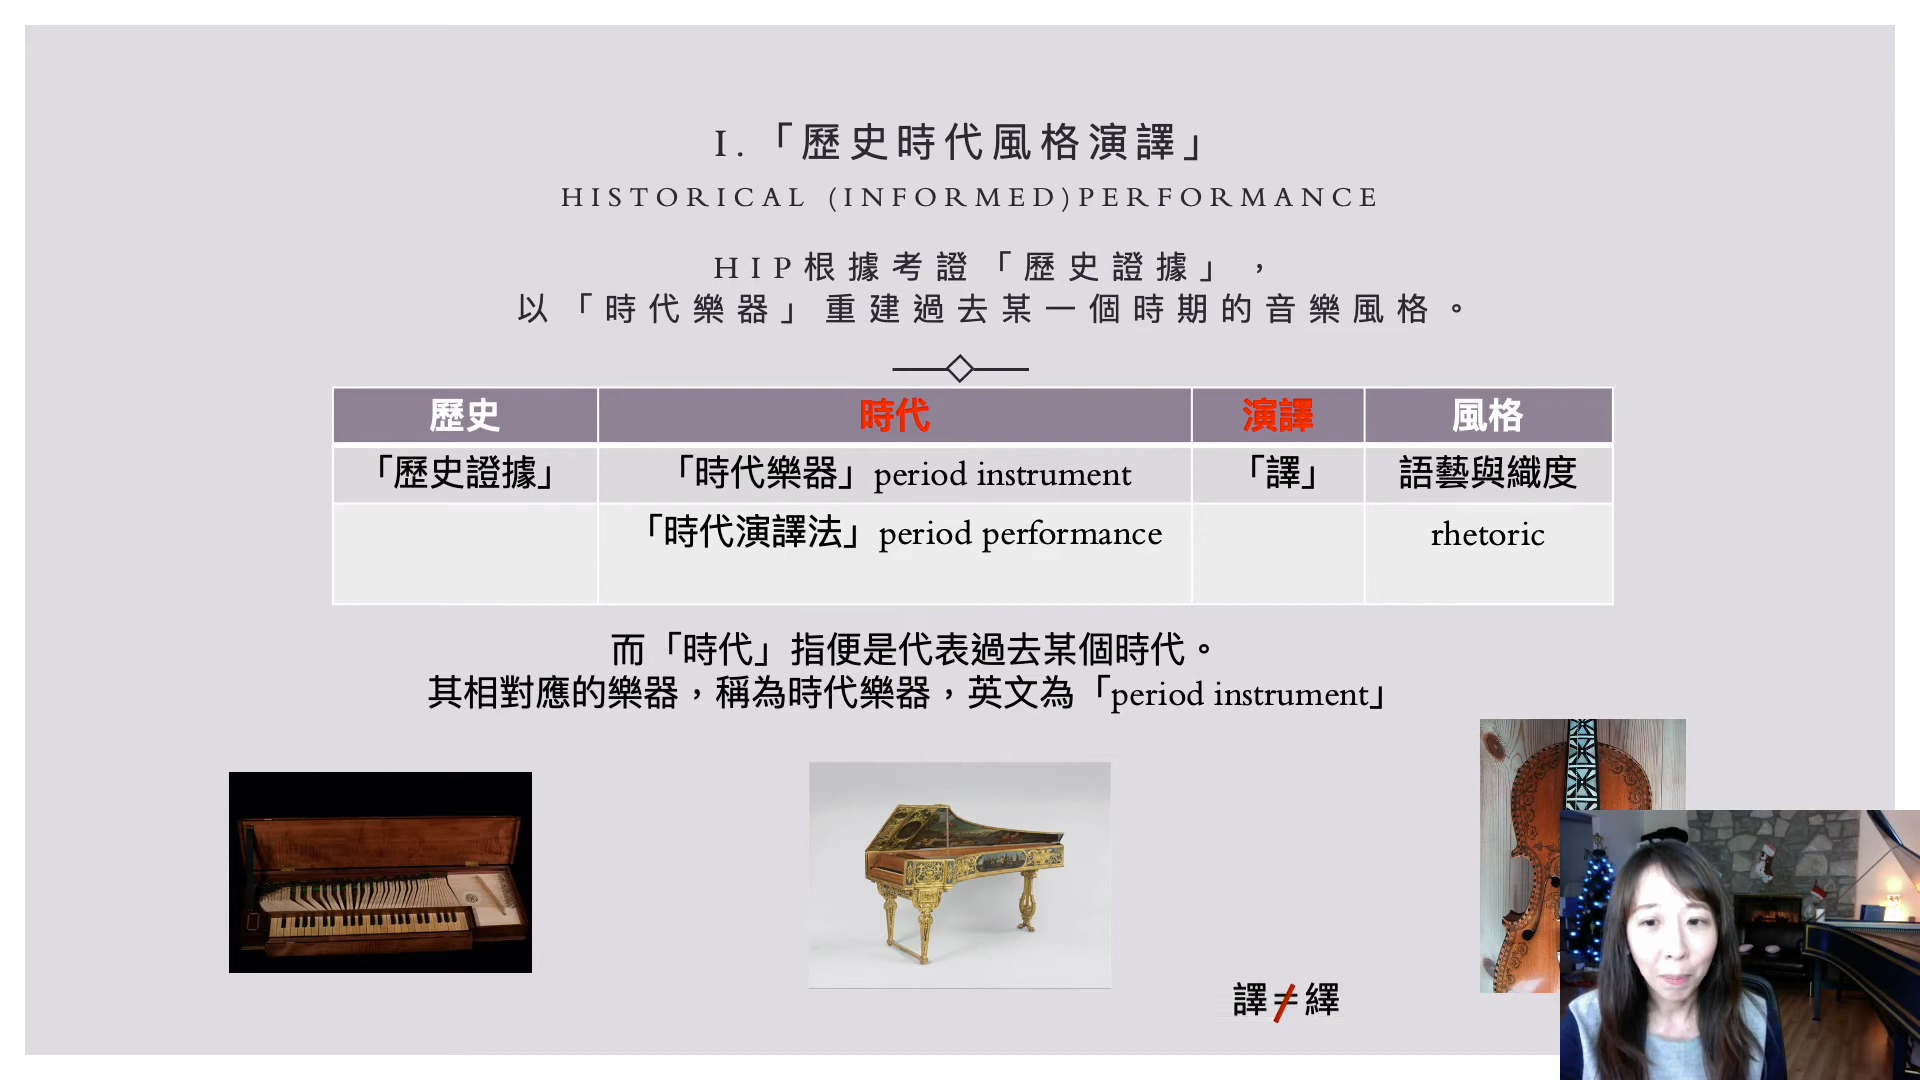 I.「歷史時代風格演譯」
HISTORICAL (INFORMED)PERFORMANCE
HIP根據考證「歷史證據」，
以「時代樂器」重建過去某一個時期的音樂風格。
歷史 時代 演譯 風格
「歷史證據」 「時代樂器」period instrument 「譯」 語藝與織度
「時代演譯法」period performance rhetoric
而「時代」指便是代表過去某個時代。
其相對應的樂器，稱為時代樂器，英文為「period instrument」
譯≠繹